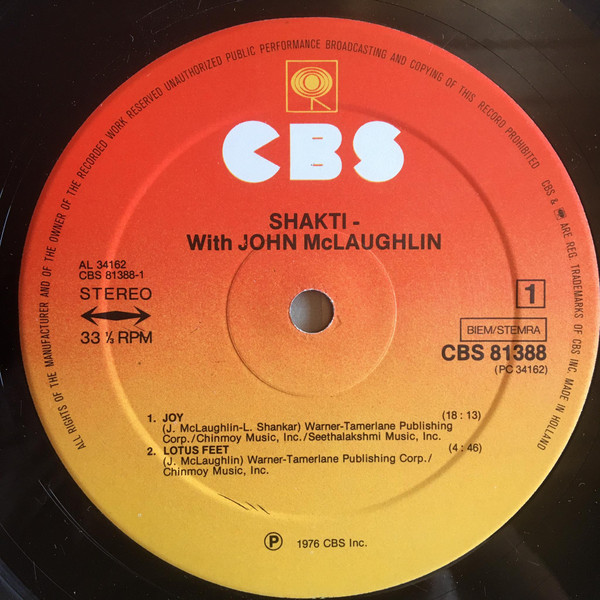 ALL RIGHTS OF THE MANUFACTURER AND OF THE OWNER OF THE RECORDED WORK RESERVED UNAUTHORIZED PUBLIC PERFORMANCE BROADCASTING AND COPYING OF THIS RECORD PROHIBITED CBS & ARE REG. TRADEMARKS OF CBS INC. MADE IN HOLLAND
CBS
SHAKTI -
With JOHN McLAUGHLIN
AL 34162
CBS 81388-1
STEREO
33 ⅓ RPM
1
BIEM/STEMRA
CBS 81388
(PC 34162)
1. JOY (18:13)
(J. McLaughlin-L. Shankar) Warner-Tamerlane Publishing
Corp./Chinmoy Music, Inc./Seethalakshmi Music, Inc.
2. LOTUS FEET (4:46)
(J. McLaughlin) Warner-Tamerlane Publishing Corp./
Chinmoy Music, Inc.
Ⓟ 1976 CBS Inc.